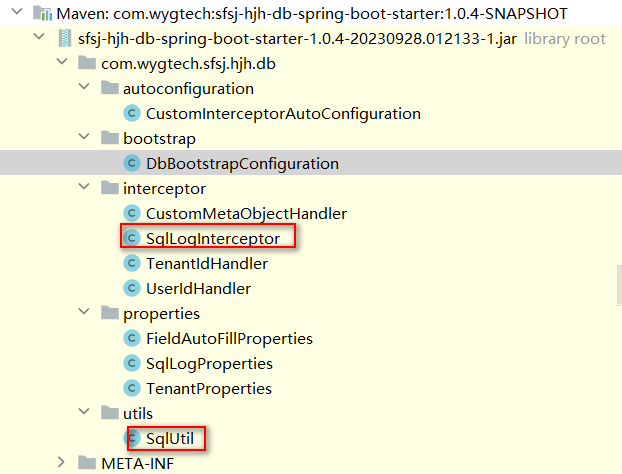 Maven: com.wygtech:sfsj-hjh-db-spring-boot-starter:1.0.4-SNAPSHOT
sfsj-hjh-db-spring-boot-starter-1.0.4-20230928.012133-1.jar library root
com.wygtech.sfsj.hjh.db
autoconfiguration
C CustomInterceptorAutoConfiguration
bootstrap
C DbBootstrapConfiguration
interceptor
C CustomMetaObjectHandler
C SqlLogInterceptor
C TenantIdHandler
C UserIdHandler
properties
C FieldAutoFillProperties
C SqlLogProperties
C TenantProperties
utils
C SqlUtil
META-INF